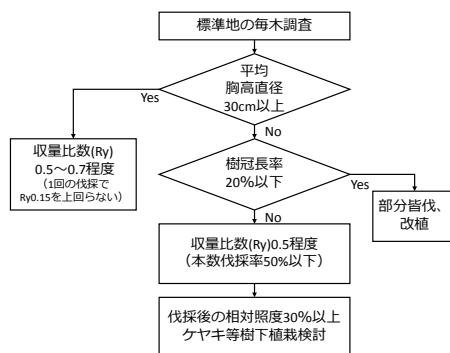 標準地の毎木調査
平均
胸高直径
30cm以上
Yes
No
収量比数(Ry)
0.5～0.7程度
(1回の伐採で
Ry0.15を上回らない)
樹冠長率
20%以下
Yes
No
部分皆伐、
改植
収量比数(Ry)0.5程度
(本数伐採率50%以下)
伐採後の相対照度30%以上
ケヤキ等樹下植栽検討